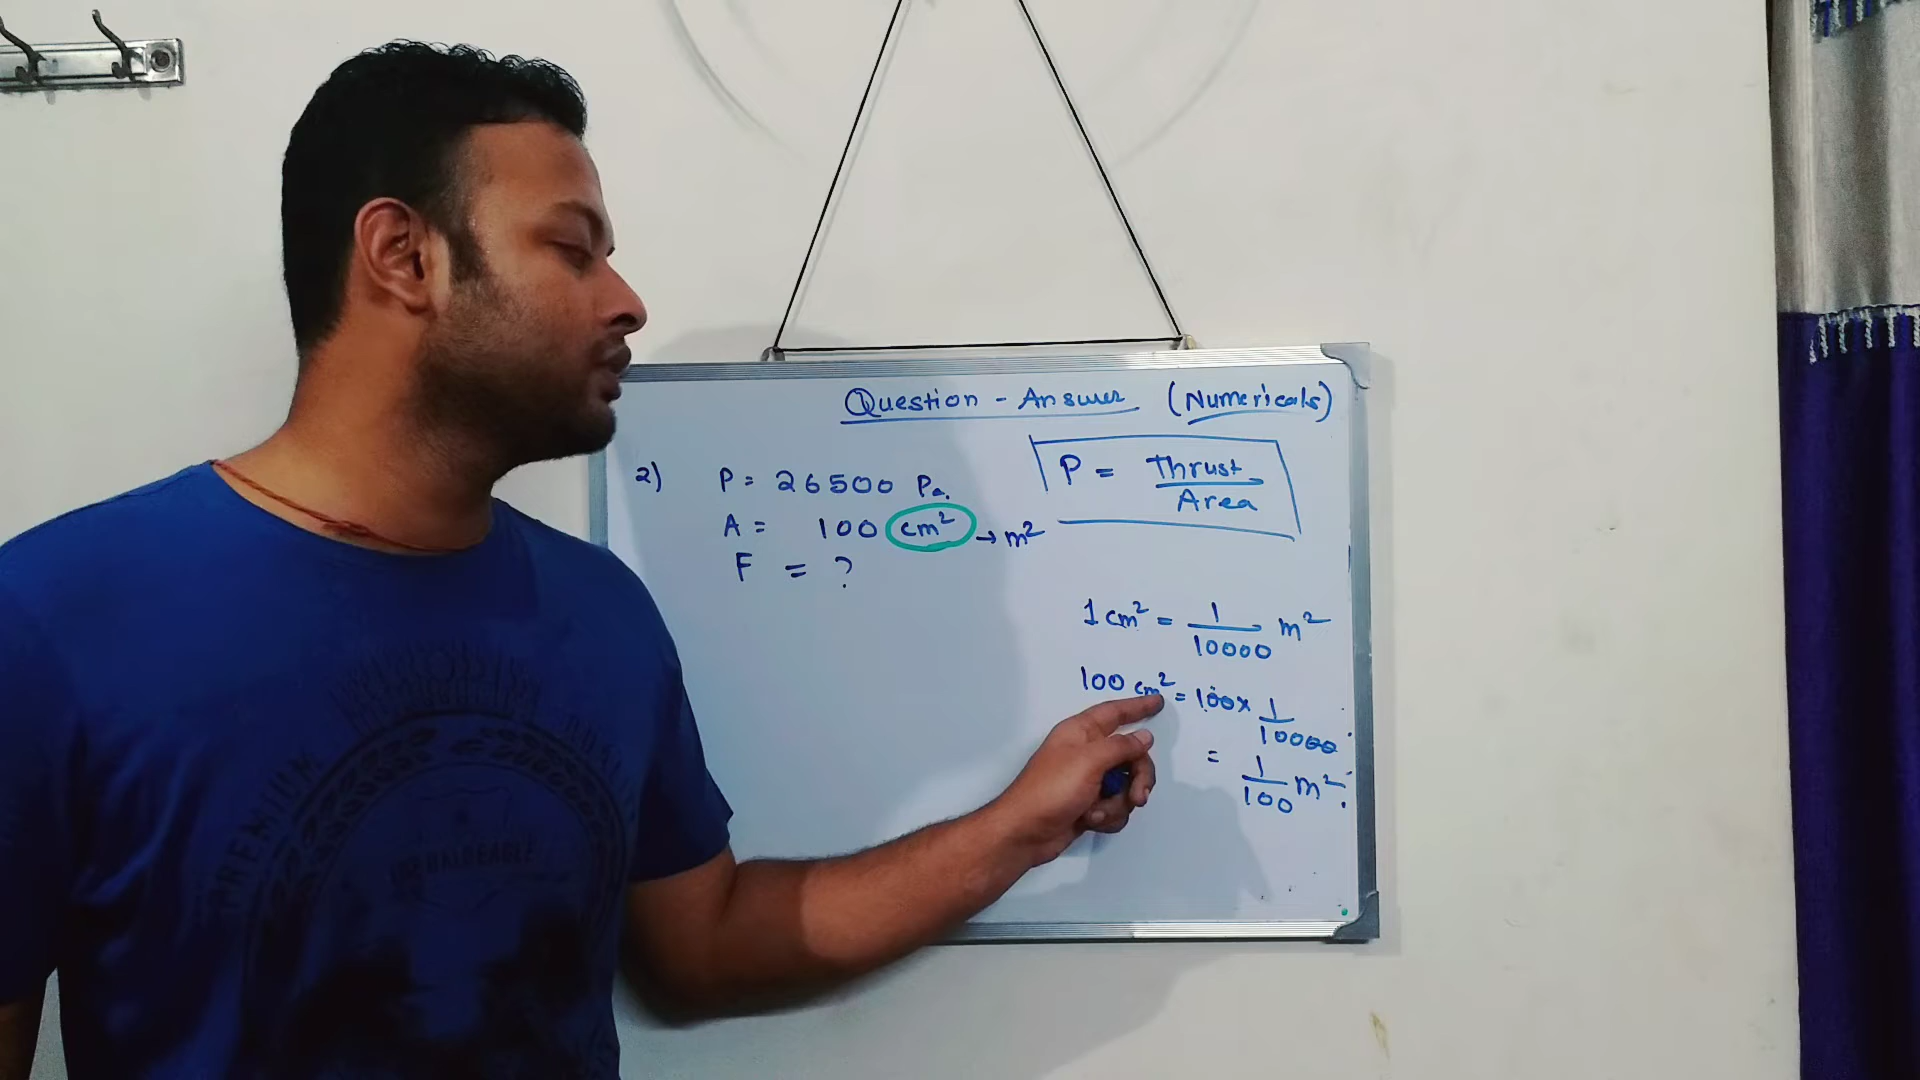 Question - Answer (Numericals)
2) P = 26500 Pa.
A = 100 cm² → m²
F = ?
P = Thrust / Area
1 cm² = 1/10000 m²
100 cm² = 100 x 1/10000
= 1/100 m²
PREMIUM